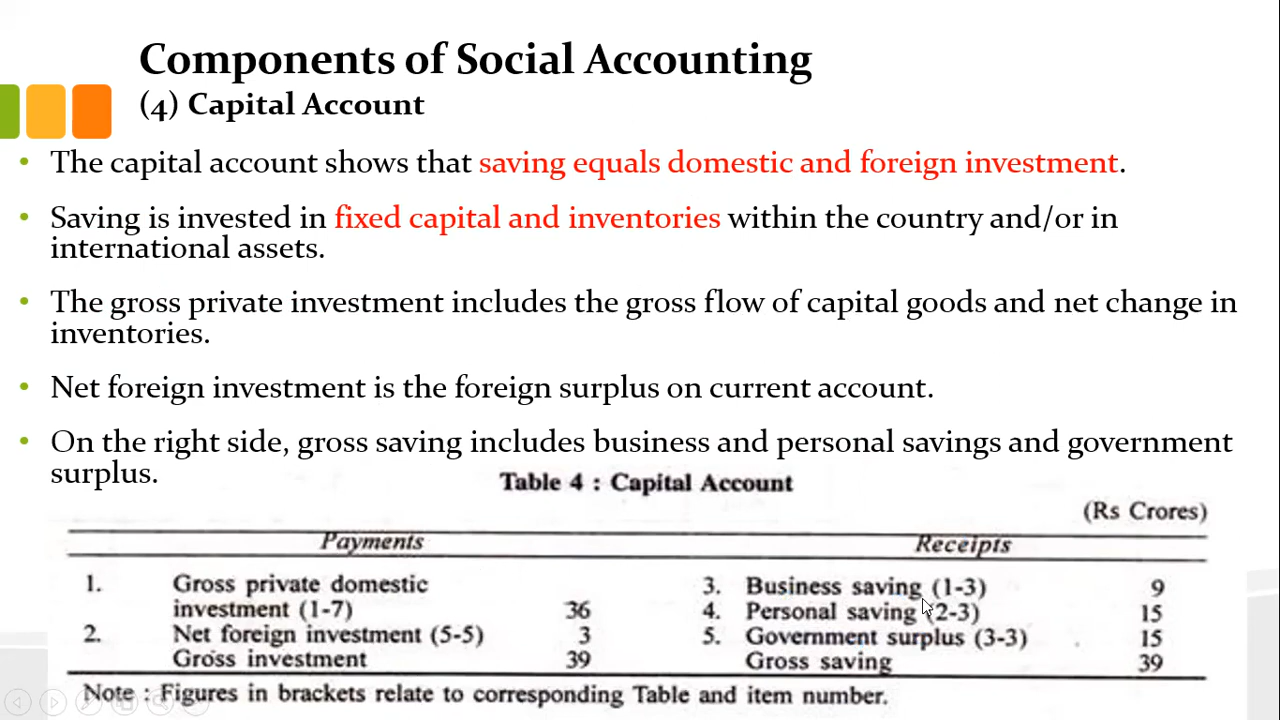 Components of Social Accounting
(4) Capital Account
• The capital account shows that saving equals domestic and foreign investment.
• Saving is invested in fixed capital and inventories within the country and/or in
international assets.
• The gross private investment includes the gross flow of capital goods and net change in
inventories.
• Net foreign investment is the foreign surplus on current account.
• On the right side, gross saving includes business and personal savings and government
surplus.
Table 4 : Capital Account
(Rs Crores)
Payments Receipts
1. Gross private domestic 3. Business saving (1-3) 9
investment (1-7) 36 4. Personal saving (2-3) 15
2. Net foreign investment (5-5) 3 5. Government surplus (3-3) 15
Gross investment 39 Gross saving 39
Note : Figures in brackets relate to corresponding Table and item number.